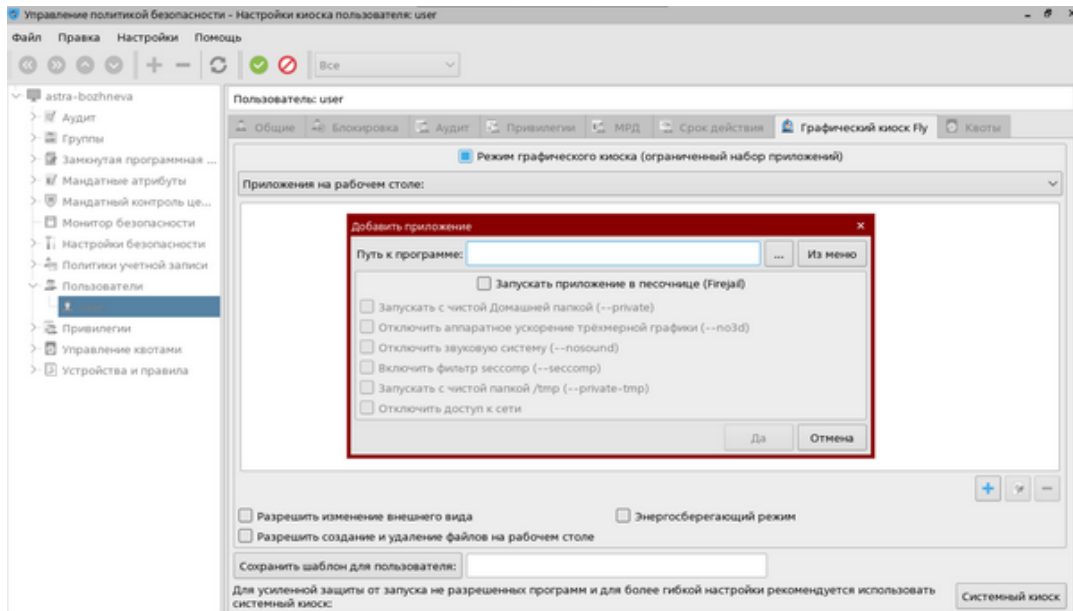 Управление политикой безопасности – Настройки киоска пользователя: user
Файл Правка Настройки Помощь
Все
astra-bozhneva
Аудит
Группы
Замкнутая программная ...
Мандатные атрибуты
Мандатный контроль це...
Монитор безопасности
Настройки безопасности
Политики учетной записи
Пользователи
Привилегии
Управление квотами
Устройства и правила
Пользователь: user
Общие Блокировка Аудит Привилегии МРД Срок действия Графический киоск Fly Квоты
Режим графического киоска (ограниченный набор приложений)
Приложения на рабочем столе:
Добавить приложение
Путь к программе: ... Из меню
Запускать приложение в песочнице (Firejail)
Запускать с чистой Домашней папкой (--private)
Отключить аппаратное ускорение трёхмерной графики (--no3d)
Отключить звуковую систему (--nosound)
Включить фильтр seccomp (--seccomp)
Запускать с чистой папкой /tmp (--private-tmp)
Отключить доступ к сети
Да Отмена
Разрешить изменение внешнего вида Энергосберегающий режим
Разрешить создание и удаление файлов на рабочем столе
Сохранить шаблон для пользователя:
Для усиленной защиты от запуска не разрешенных программ и для более гибкой настройки рекомендуется использовать
системный киоск:
Системный киоск